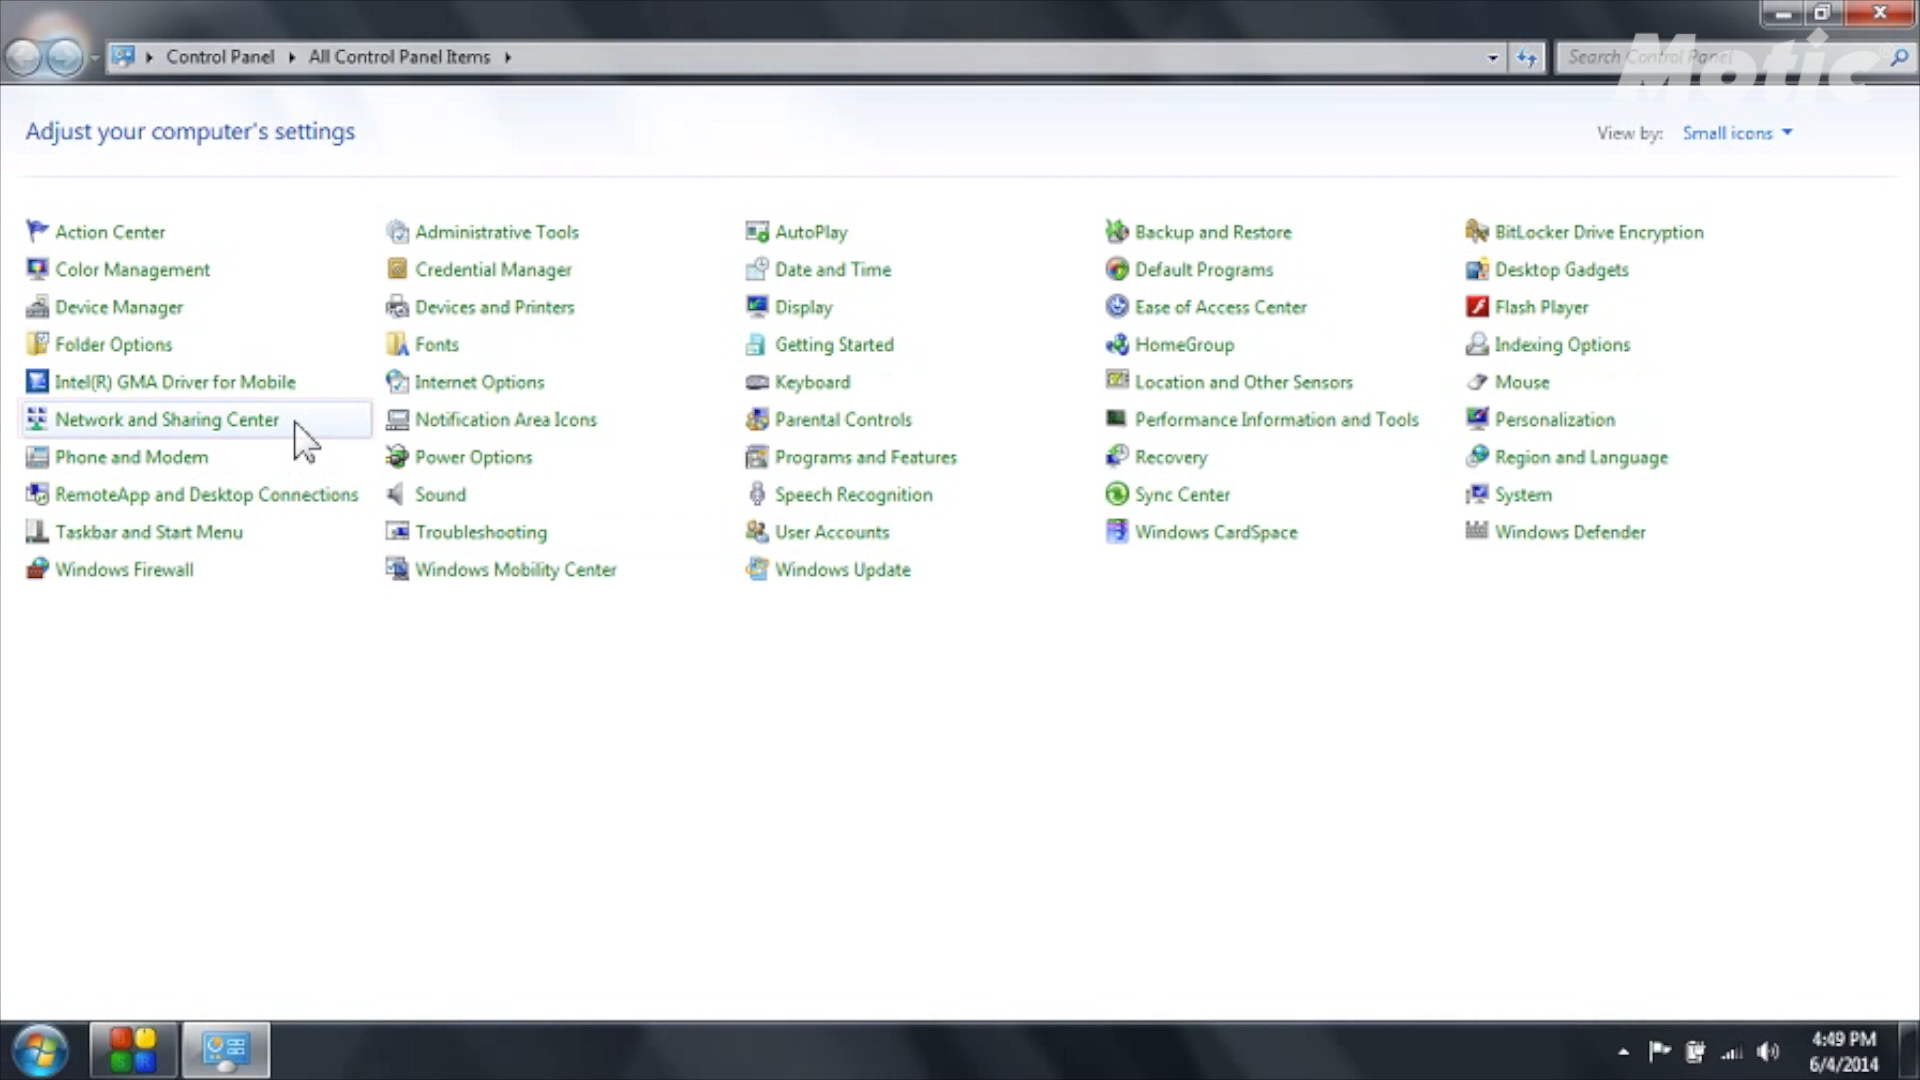 Control Panel
All Control Panel Items
Search Control Panel
Motic®
Adjust your computer's settings
View by: Small icons
Action Center
Administrative Tools
AutoPlay
Backup and Restore
BitLocker Drive Encryption
Color Management
Credential Manager
Date and Time
Default Programs
Desktop Gadgets
Device Manager
Devices and Printers
Display
Ease of Access Center
Flash Player
Folder Options
Fonts
Getting Started
HomeGroup
Indexing Options
Intel(R) GMA Driver for Mobile
Internet Options
Keyboard
Location and Other Sensors
Mouse
Network and Sharing Center
Notification Area Icons
Parental Controls
Performance Information and Tools
Personalization
Phone and Modem
Power Options
Programs and Features
Recovery
Region and Language
RemoteApp and Desktop Connections
Sound
Speech Recognition
Sync Center
System
Taskbar and Start Menu
Troubleshooting
User Accounts
Windows CardSpace
Windows Defender
Windows Firewall
Windows Mobility Center
Windows Update
4:49 PM
6/4/2014